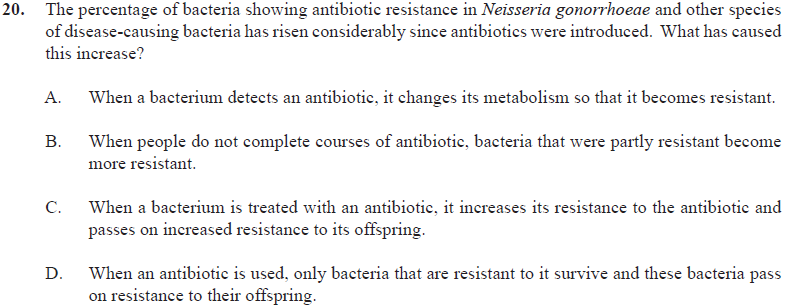 20. The percentage of bacteria showing antibiotic resistance in Neisseria gonorrhoeae and other species
of disease-causing bacteria has risen considerably since antibiotics were introduced. What has caused
this increase?
A. When a bacterium detects an antibiotic, it changes its metabolism so that it becomes resistant.
B. When people do not complete courses of antibiotic, bacteria that were partly resistant become
more resistant.
C. When a bacterium is treated with an antibiotic, it increases its resistance to the antibiotic and
passes on increased resistance to its offspring.
D. When an antibiotic is used, only bacteria that are resistant to it survive and these bacteria pass
on resistance to their offspring.